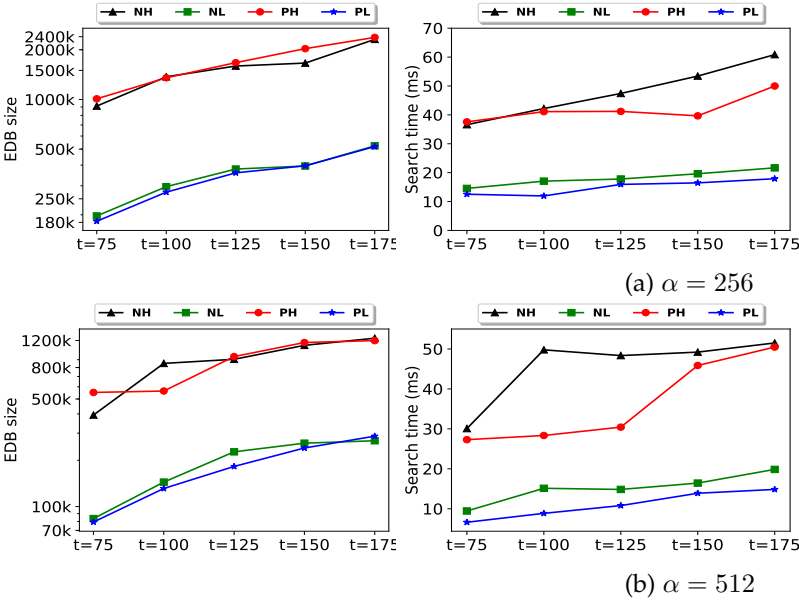 NH NL PH PL
NH NL PH PL
EDB size
2400k
2000k
1500k
1000k
500k
250k
180k
t=75 t=100 t=125 t=150 t=175
Search time (ms)
70
60
50
40
30
20
10
0
t=75 t=100 t=125 t=150 t=175
(a) α = 256
NH NL PH PL
NH NL PH PL
EDB size
1200k
800k
500k
100k
70k
t=75 t=100 t=125 t=150 t=175
Search time (ms)
50
40
30
20
10
t=75 t=100 t=125 t=150 t=175
(b) α = 512